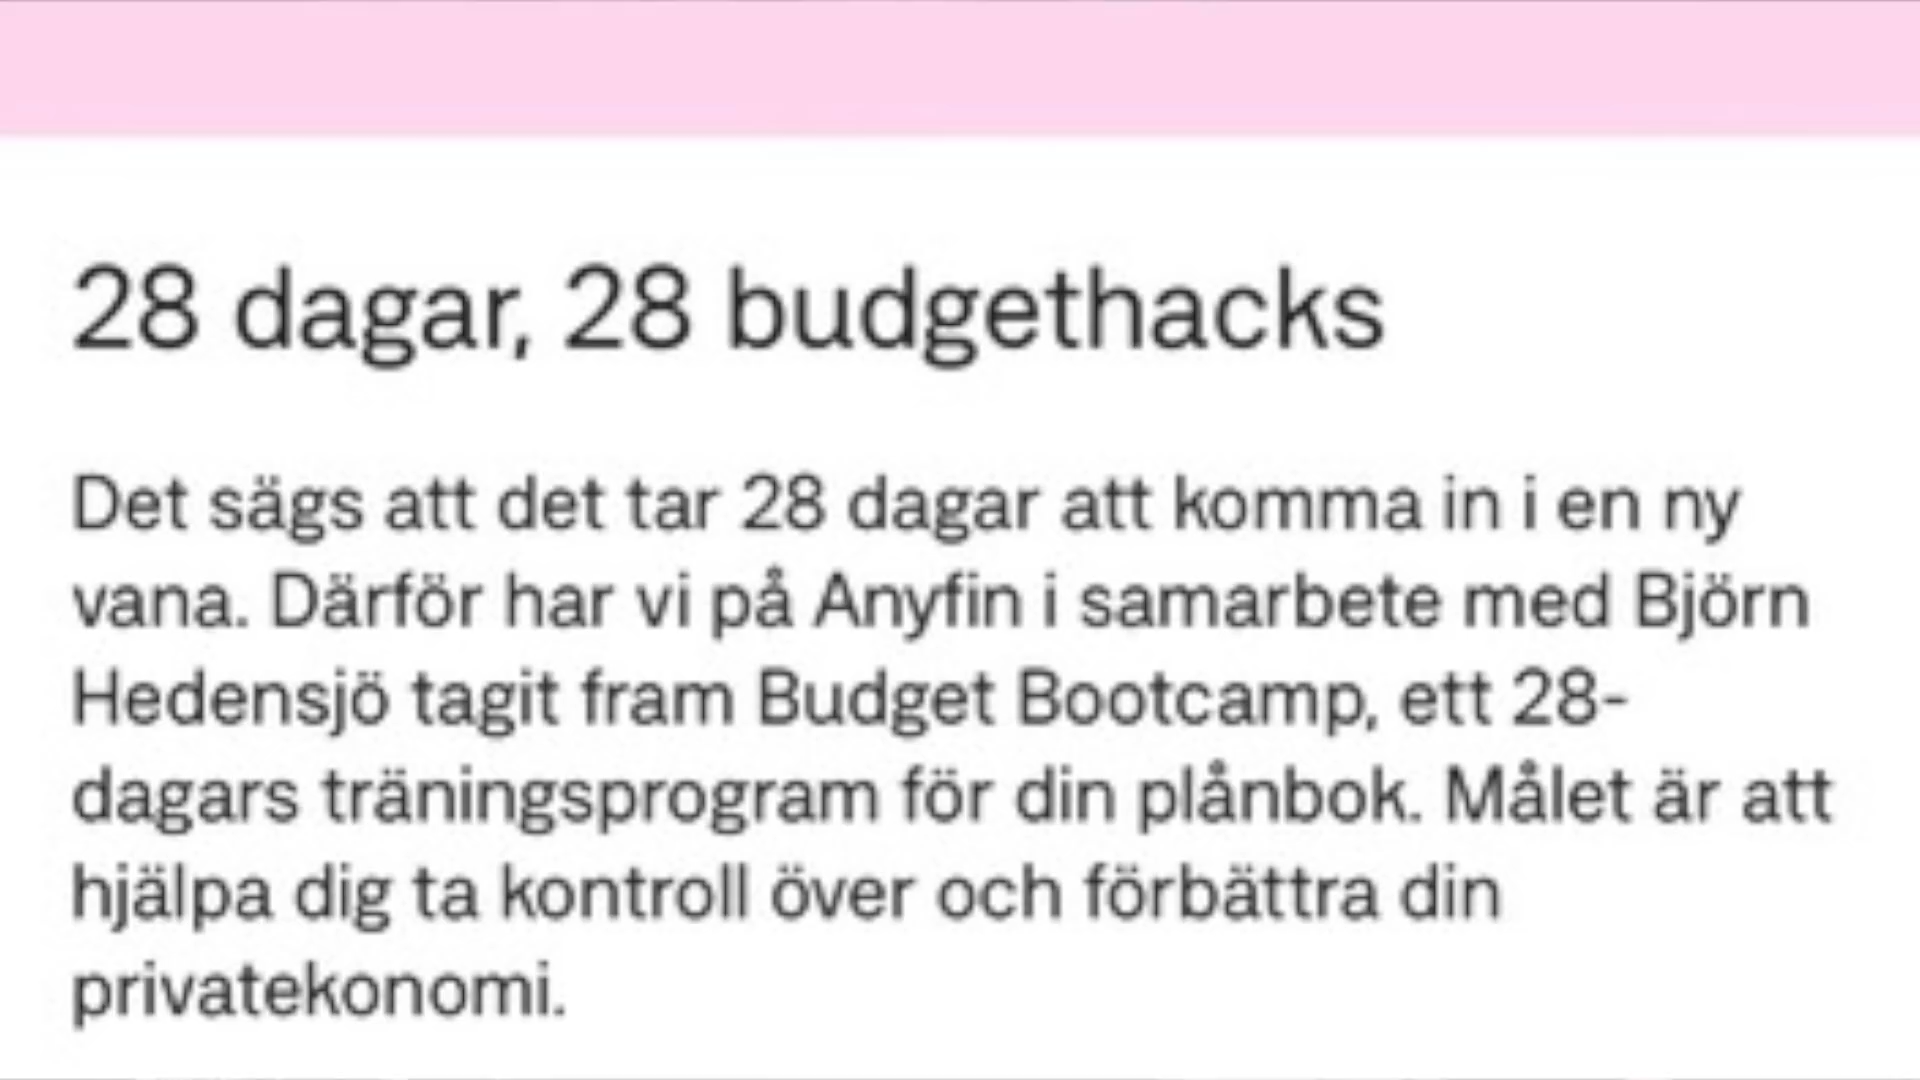 28 dagar, 28 budgethacks
Det sägs att det tar 28 dagar att komma in i en ny
vana. Därför har vi på Anyfin i samarbete med Björn
Hedensjö tagit fram Budget Bootcamp, ett 28-
dagars träningsprogram för din plånbok. Målet är att
hjälpa dig ta kontroll över och förbättra din
privatekonomi.